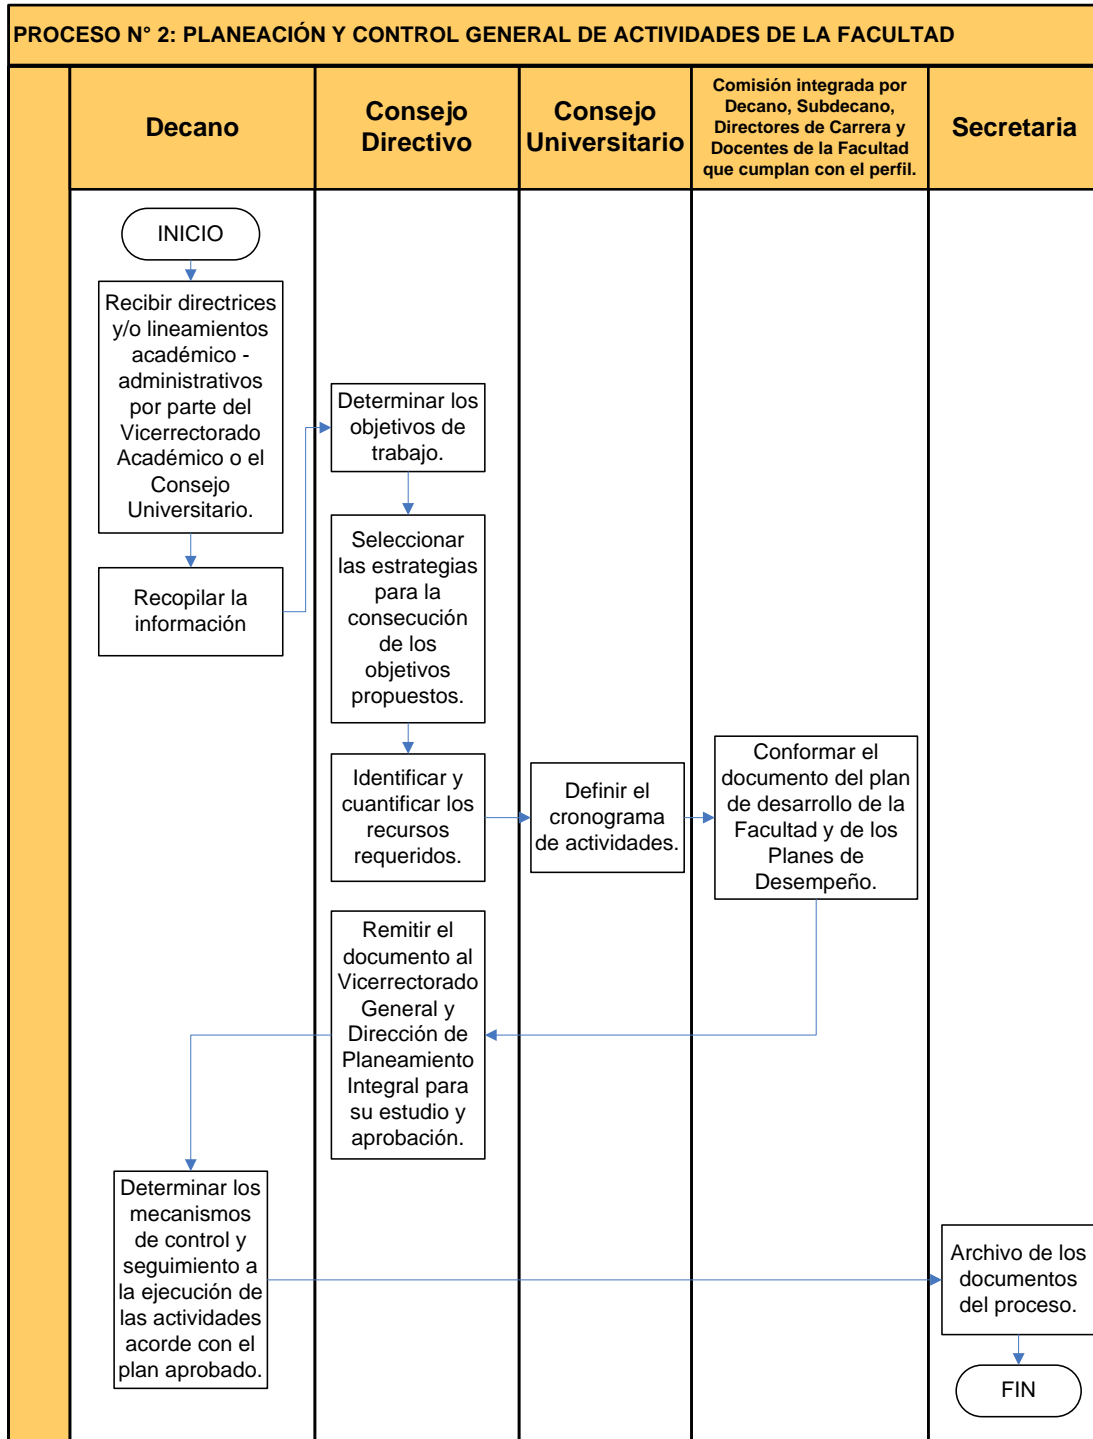 PROCESO N° 2: PLANEACIÓN Y CONTROL GENERAL DE ACTIVIDADES DE LA FACULTAD
Decano
Consejo
Directivo
Consejo
Universitario
Comisión integrada por
Decano, Subdecano,
Directores de Carrera y
Docentes de la Facultad
que cumplan con el perfil.
Secretaria
INICIO
Recibir directrices
y/o lineamientos
académico -
administrativos
por parte del
Vicerrectorado
Académico o el
Consejo
Universitario.
Recopilar la
información
Determinar los
objetivos de
trabajo.
Seleccionar
las estrategias
para la
consecución
de los
objetivos
propuestos.
Identificar y
cuantificar los
recursos
requeridos.
Definir el
cronograma
de actividades.
Conformar el
documento del plan
de desarrollo de la
Facultad y de los
Planes de
Desempeño.
Remitir el
documento al
Vicerrectorado
General y
Dirección de
Planeamiento
Integral para
su estudio y
aprobación.
Determinar los
mecanismos
de control y
seguimiento a
la ejecución de
las actividades
acorde con el
plan aprobado.
Archivo de los
documentos
del proceso.
FIN